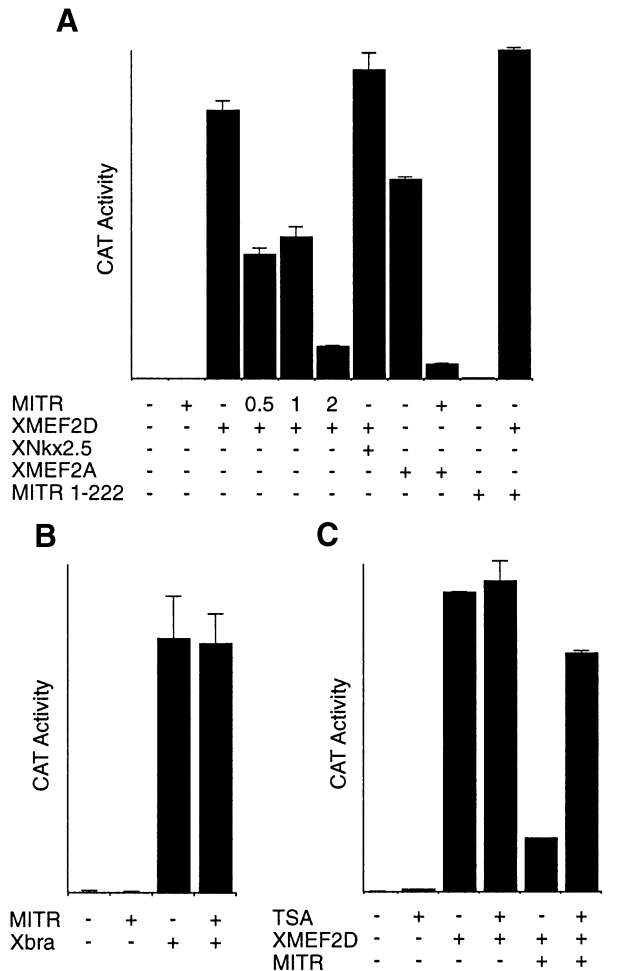 A
CAT Activity
MITR - + - 0.5 1 2 - - + - -
XMEF2D - - + + + + + - - - +
XNkx2.5 - - - - - - + - - - -
XMEF2A - - - - - - - + + - -
MITR 1-222 - - - - - - - - - + +
B
CAT Activity
MITR - + - +
Xbra - - + +
C
CAT Activity
TSA - + - + - +
XMEF2D - - + + + +
MITR - - - - + +